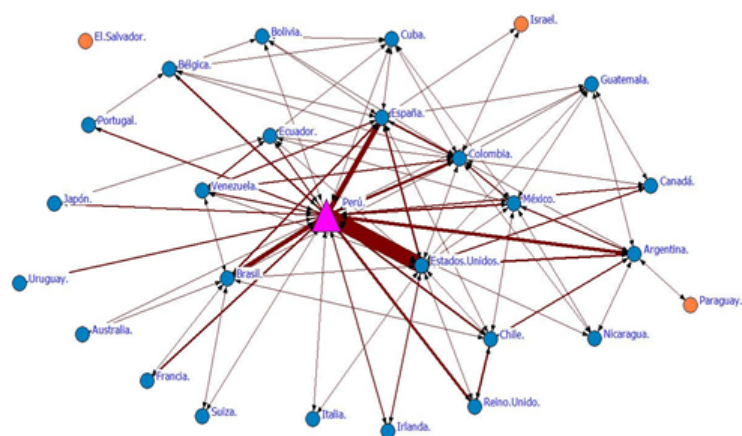 Israel.
El.Salvador.
Bolivia.
Cuba.
Bélgica.
Guatemala.
España.
Portugal.
Ecuador.
Colombia.
Canadá.
Venezuela.
Japón.
Perú.
México.
Argentina.
Estados.Unidos.
Brasil.
Uruguay.
Paraguay.
Australia.
Chile.
Nicaragua.
Francia.
Reino.Unido.
Suiza.
Italia.
Irlanda.